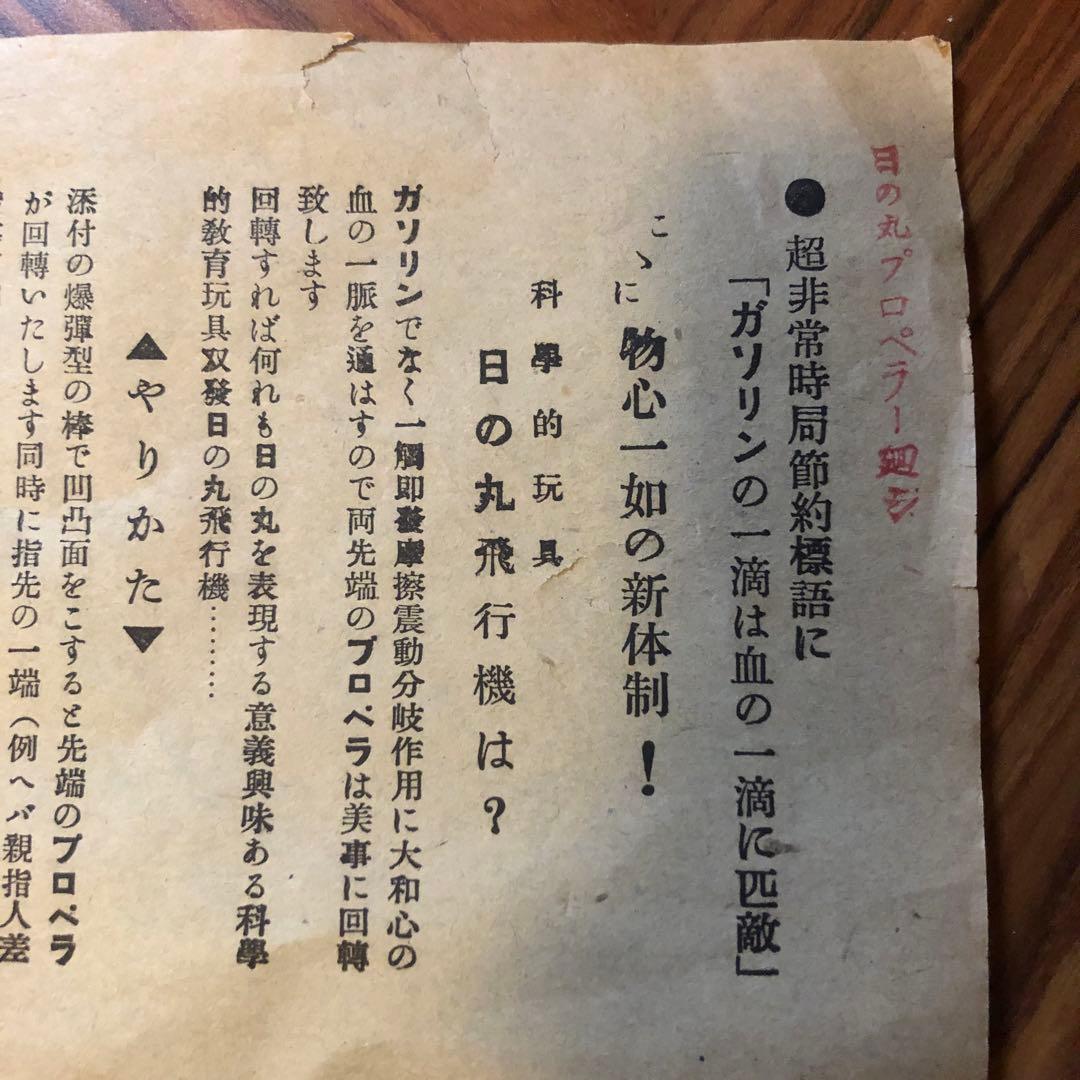 日の丸プロペラー廻シ
●超非常時局節約標語に
「ガソリンの一滴は血の一滴に匹敵」
こゝに物心一如の新体制！
科學的玩具
日の丸飛行機は？
ガソリンでなく一觸即發摩擦震動分岐作用に大和心の
血の一脈を通はすので両先端のプロペラは美事に回轉
致します
回轉すれば何れも日の丸を表現する意義興味ある科學
的敎育玩具双發日の丸飛行機………
▲やりかた▼
添付の爆彈型の棒で凹凸面をこすると先端のプロペラ
が回轉いたします同時に指先の一端（例へバ親指人差